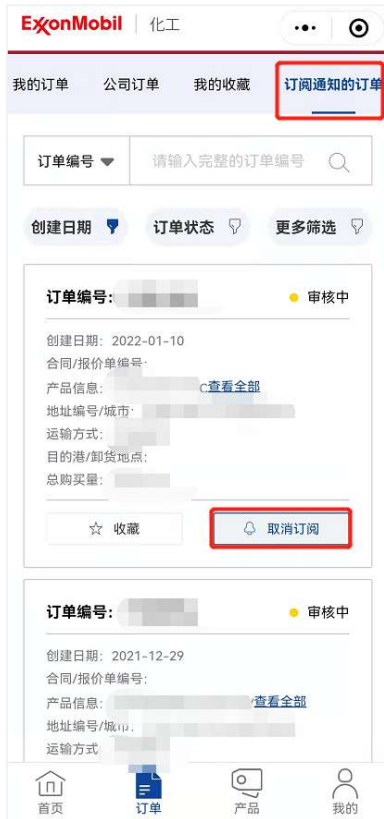 ExxonMobil 化工
我的订单 公司订单 我的收藏 订阅通知的订单
订单编号 请输入完整的订单编号
创建日期 订单状态 更多筛选
订单编号: 审核中
创建日期: 2022-01-10
合同/报价单编号:
产品信息: C查看全部
地址编号/城市:
运输方式:
目的港/卸货地点:
总购买量:
收藏 取消订阅
订单编号: 审核中
创建日期: 2021-12-29
合同/报价单编号:
产品信息: 查看全部
地址编号/城市:
运输方式
首页 订单 产品 我的